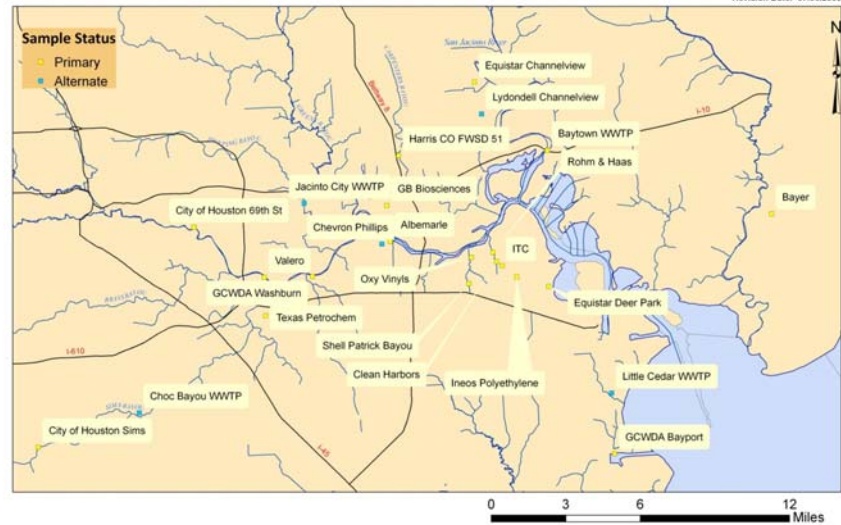 Sample Status
Primary
Alternate
N
San Jacinto River
Equistar Channelview
Lydondell Channelview
Beltway 8
I-10
Harris CO FWSD 51
Baytown WWTP
Rohm & Haas
Jacinto City WWTP
GB Biosciences
Bayer
City of Houston 69th St
Chevron Phillips
Albemarle
ITC
Valero
Oxy Vinyls
GCWDA Washburn
Equistar Deer Park
Texas Petrochem
Shell Patrick Bayou
I-610
Clean Harbors
Ineos Polyethylene
Little Cedar WWTP
Choc Bayou WWTP
City of Houston Sims
I-45
GCWDA Bayport
0 3 6 12
Miles